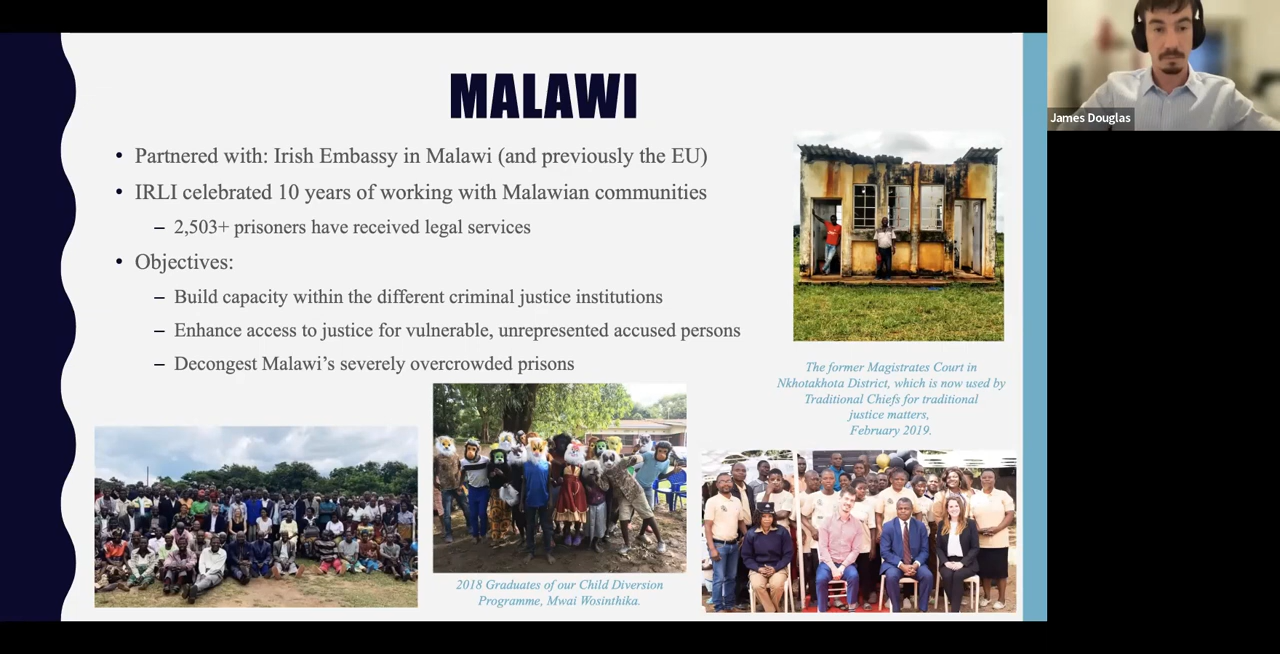 MALAWI
• Partnered with: Irish Embassy in Malawi (and previously the EU)
• IRLI celebrated 10 years of working with Malawian communities
– 2,503+ prisoners have received legal services
• Objectives:
– Build capacity within the different criminal justice institutions
– Enhance access to justice for vulnerable, unrepresented accused persons
– Decongest Malawi's severely overcrowded prisons
The former Magistrates Court in
Nkhotakhota District, which is now used by
Traditional Chiefs for traditional
justice matters,
February 2019.
2018 Graduates of our Child Diversion
Programme, Mwai Wosinthika.
James Douglas